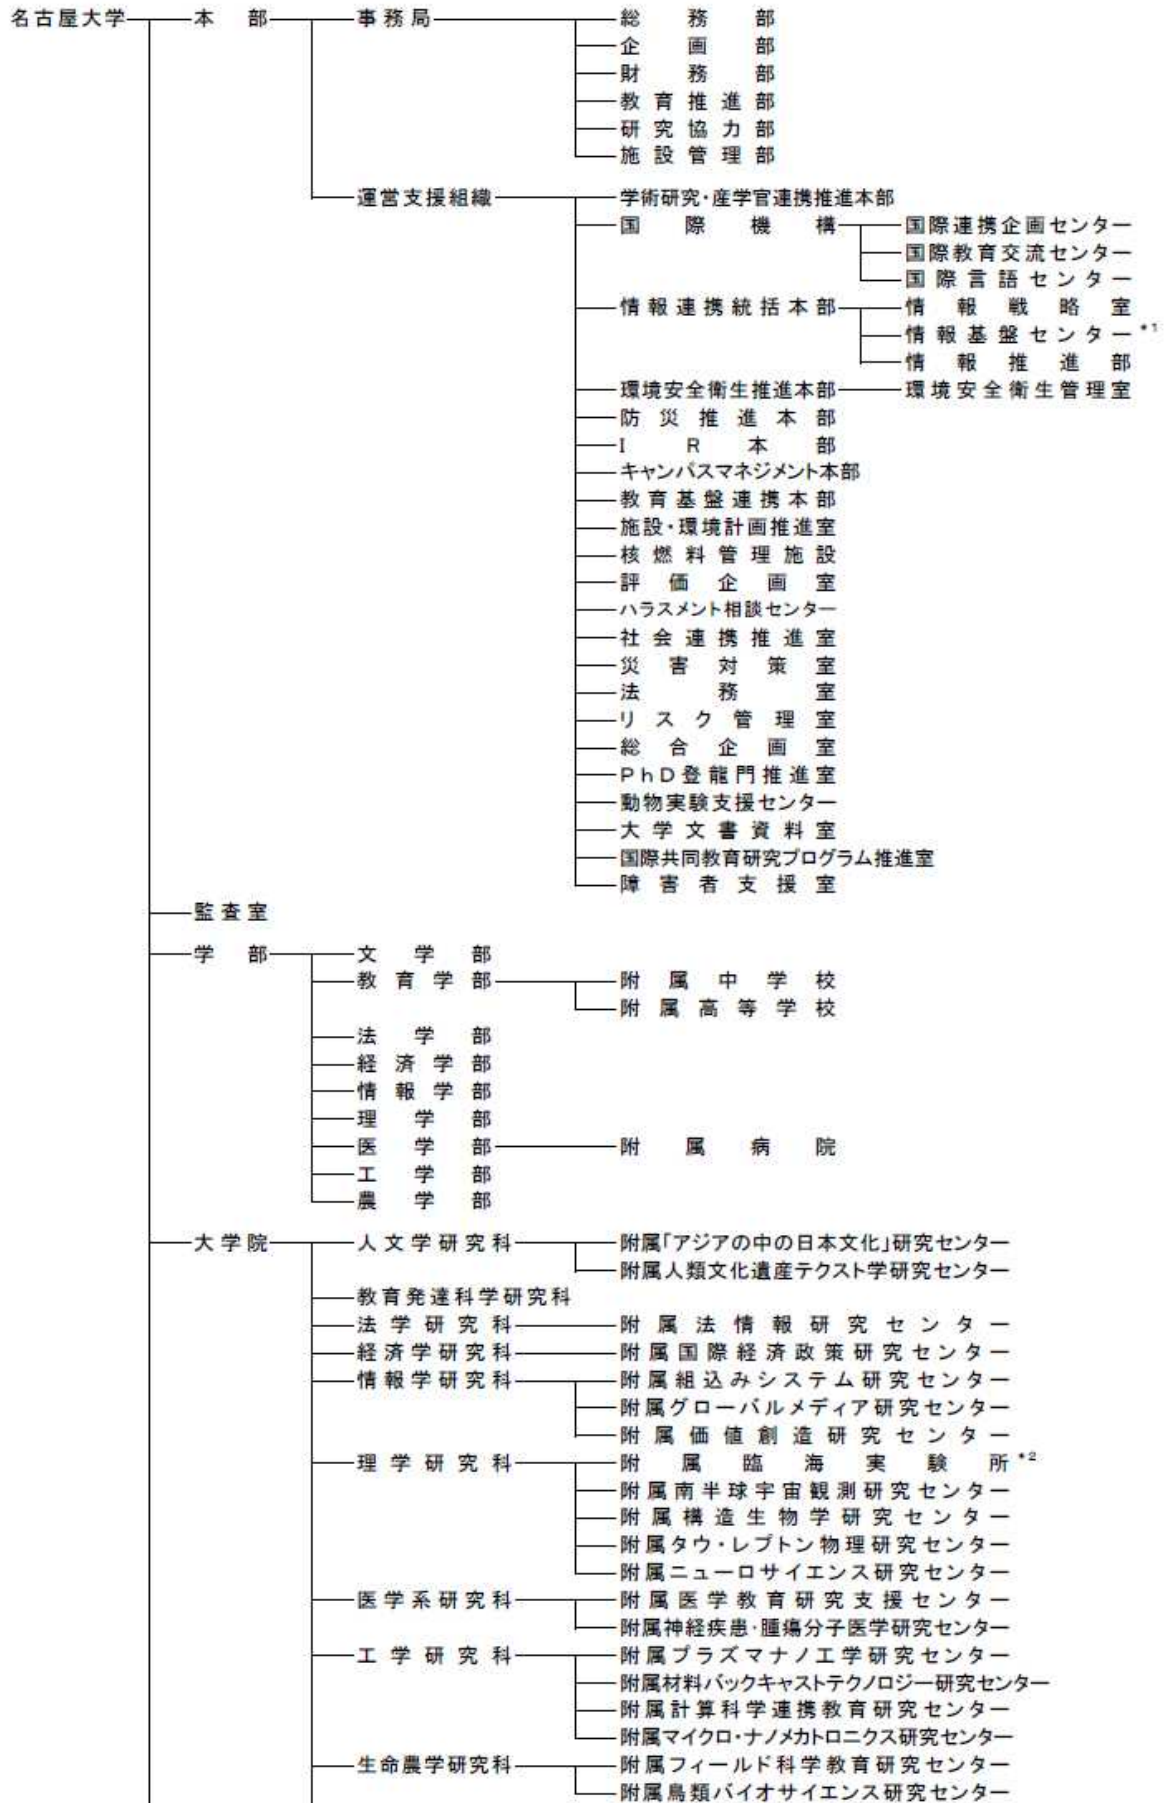 名古屋大学 本部 事務局 総務部
企画部
財務部
教育推進部
研究協力部
施設管理部
運営支援組織 学術研究・産学官連携推進本部
国際機構 国際連携企画センター
国際教育交流センター
国際言語センター
情報連携統括本部 情報戦略室
情報基盤センター*1
情報推進部
環境安全衛生推進本部 環境安全衛生管理室
防災推進本部
IR本部
キャンパスマネジメント本部
教育基盤連携本部
施設・環境計画推進室
核燃料管理施設
評価企画室
ハラスメント相談センター
社会連携推進室
災害対策室
法務室
リスク管理室
総合企画室
PhD登龍門推進室
動物実験支援センター
大学文書資料室
国際共同教育研究プログラム推進室
障害者支援室
監査室
学部 文学部
教育学部 附属中学校
附属高等学校
法学部
経済学部
情報学部
理学部
医学部 附属病院
工学部
農学部
大学院 人文学研究科 附属「アジアの中の日本文化」研究センター
附属人類文化遺産テクスト学研究センター
教育発達科学研究科
法学研究科 附属法情報研究センター
経済学研究科 附属国際経済政策研究センター
情報学研究科 附属組込みシステム研究センター
附属グローバルメディア研究センター
附属価値創造研究センター
理学研究科 附属臨海実験所*2
附属南半球宇宙観測研究センター
附属構造生物学研究センター
附属タウ・レプトン物理研究センター
附属ニューロサイエンス研究センター
医学系研究科 附属医学教育研究支援センター
附属神経疾患・腫瘍分子医学研究センター
工学研究科 附属プラズマナノ工学研究センター
附属材料バックキャストテクノロジー研究センター
附属計算科学連携教育研究センター
附属マイクロ・ナノメカトロニクス研究センター
生命農学研究科 附属フィールド科学教育研究センター
附属鳥類バイオサイエンス研究センター